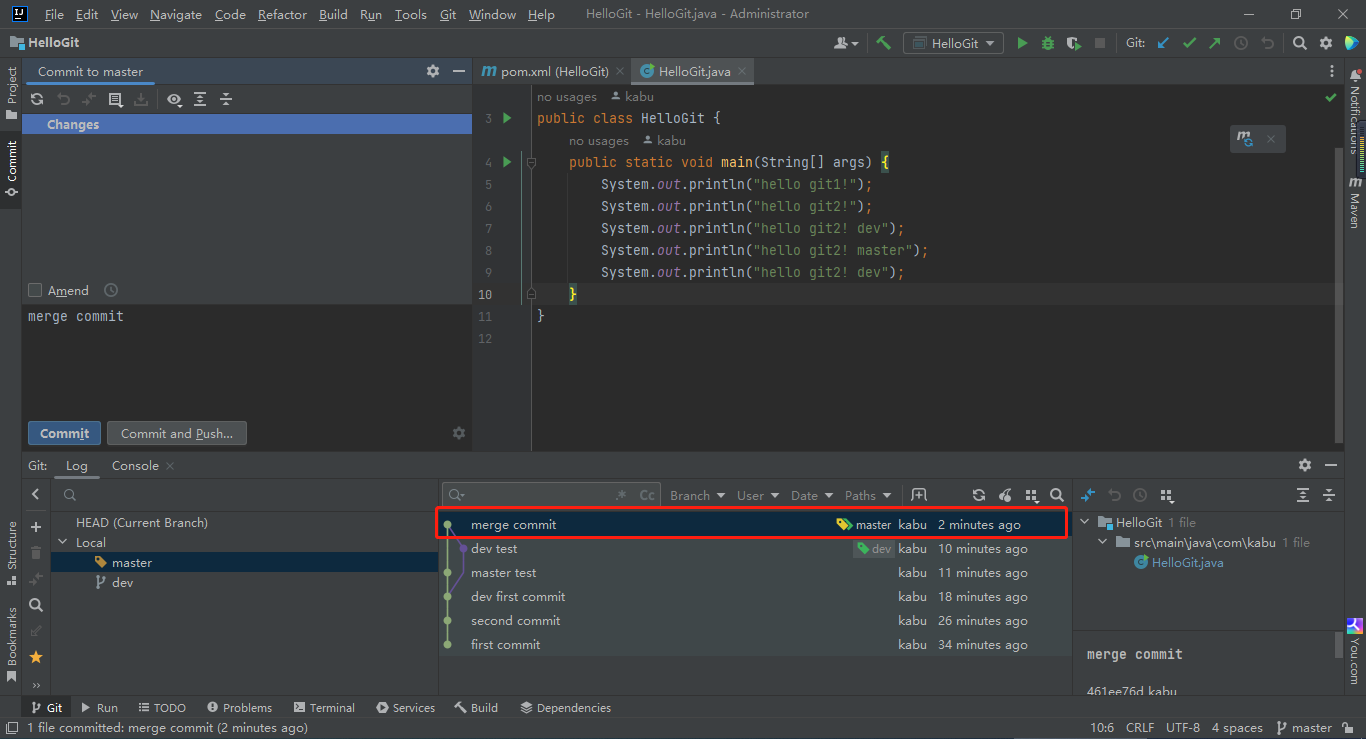 IJ File Edit View Navigate Code Refactor Build Run Tools Git Window Help HelloGit - HelloGit.java - Administrator
HelloGit HelloGit Git:
Project
Commit
Structure
Bookmarks
Commit to master
Changes
Amend
merge commit
Commit Commit and Push...
m pom.xml (HelloGit) HelloGit.java
no usages kabu
3 public class HelloGit {
no usages kabu
4 public static void main(String[] args) {
5 System.out.println("hello git1!");
6 System.out.println("hello git2!");
7 System.out.println("hello git2! dev");
8 System.out.println("hello git2! master");
9 System.out.println("hello git2! dev");
10 }
11 }
12
Notifications
m Maven
You.com
Git: Log Console
HEAD (Current Branch)
Local
master
dev
.* Cc Branch User Date Paths
merge commit master kabu 2 minutes ago
dev test dev kabu 10 minutes ago
master test kabu 11 minutes ago
dev first commit kabu 18 minutes ago
second commit kabu 26 minutes ago
first commit kabu 34 minutes ago
HelloGit 1 file
src\main\java\com\kabu 1 file
HelloGit.java
merge commit
461ee76d kabu
Git Run TODO Problems Terminal Services Build Dependencies
1 file committed: merge commit (2 minutes ago) 10:6 CRLF UTF-8 4 spaces master